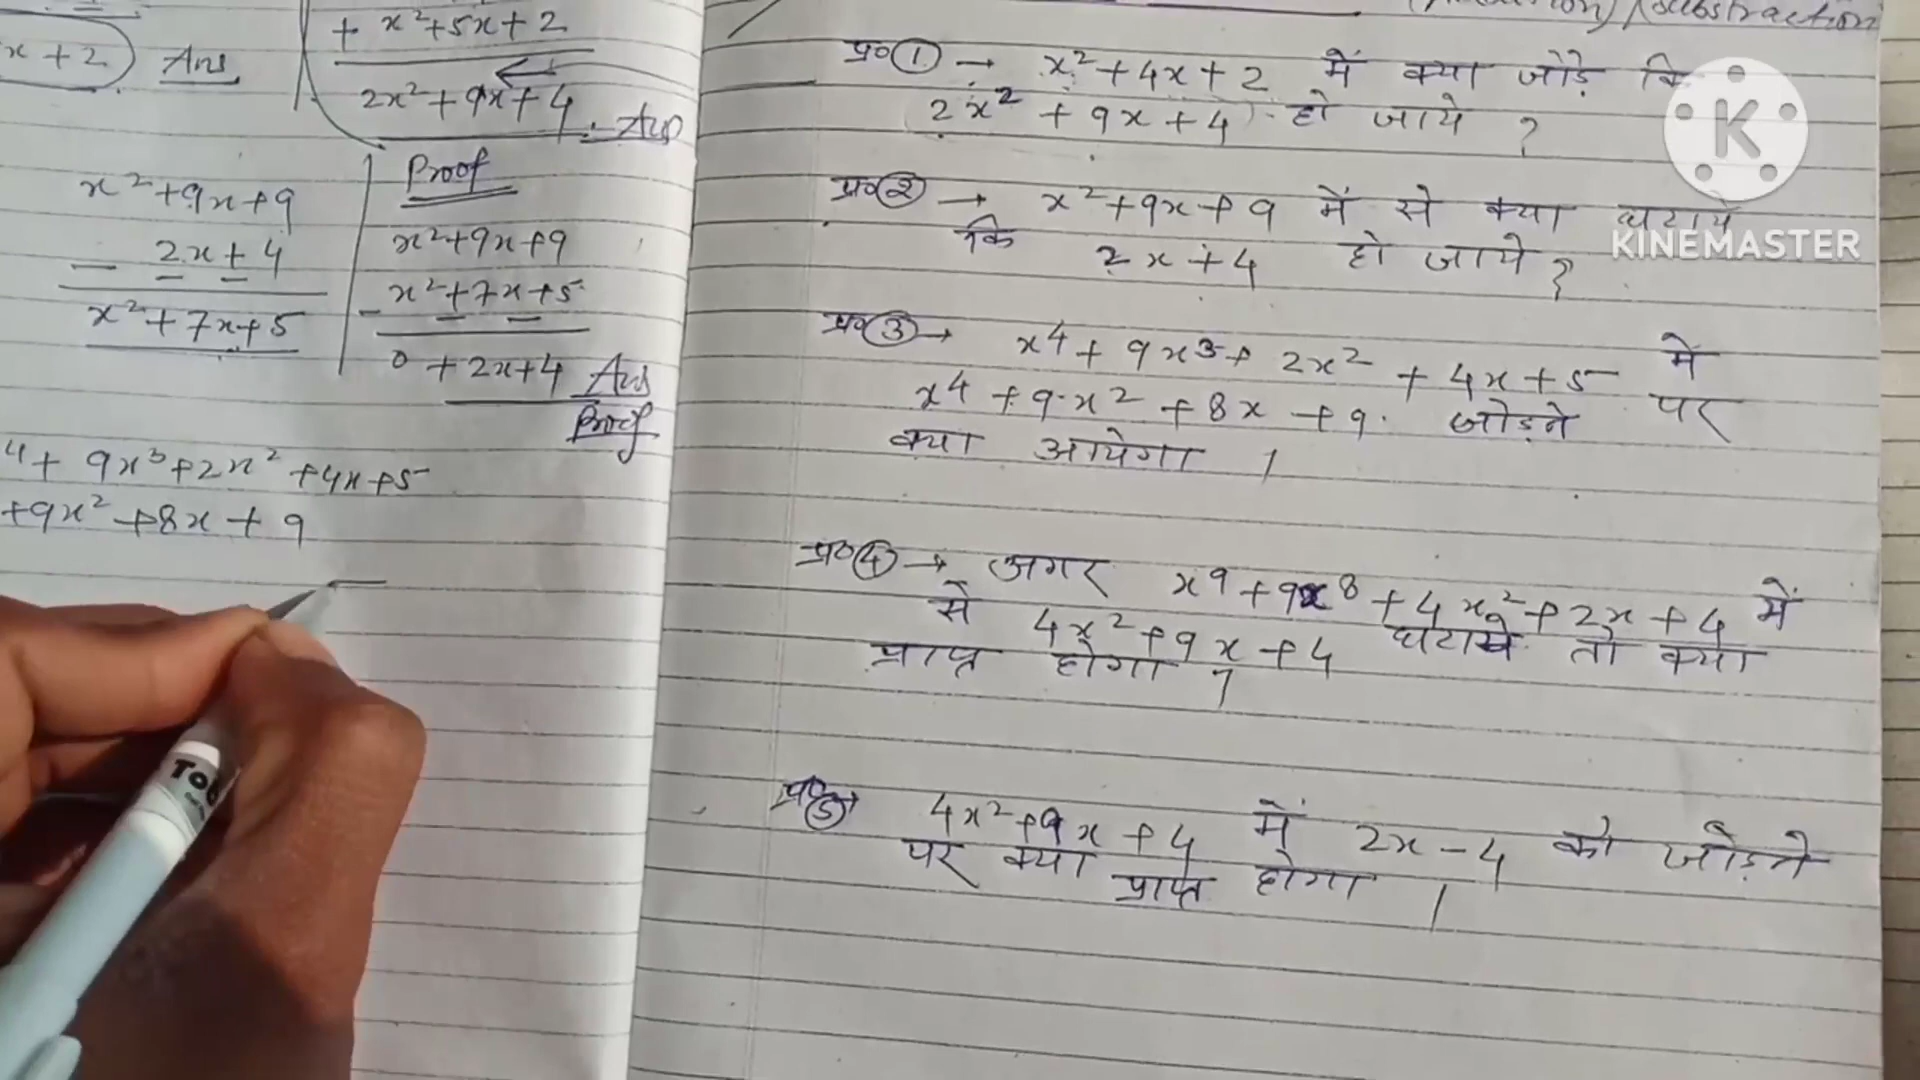 + x²+5x+2
x+2 Ans
2x²+9x+4 Ans
x²+9x+9
- 2x+4
x²+7x+5
Proof
x²+9x+9
- x²+7x+5
0+2x+4 Ans
Proof
4+ 9x³+2x²+4x+5
+9x²+8x+9
TOU
substraction
प्र०① → x²+4x+2 में क्या जोड़े कि
2x²+9x+4 हो जाये ?
प्र०② → x²+9x+9 में से क्या घटाये
कि 2x+4 हो जाये ?
प्र०③ → x⁴+9x³+2x²+4x+5 में
x⁴+9x²+8x+9 जोड़ने पर
क्या आयेगा ।
प्र०④ → अगर x⁹+9x⁸+4x²+2x+4 में
से 4x²+9x+4 घटाये तो क्या
प्राप्त होगा ?
प्र०⑤ 4x²+9x+4 में 2x-4 को जोड़ने
पर क्या प्राप्त होगा ।
K
KINEMASTER